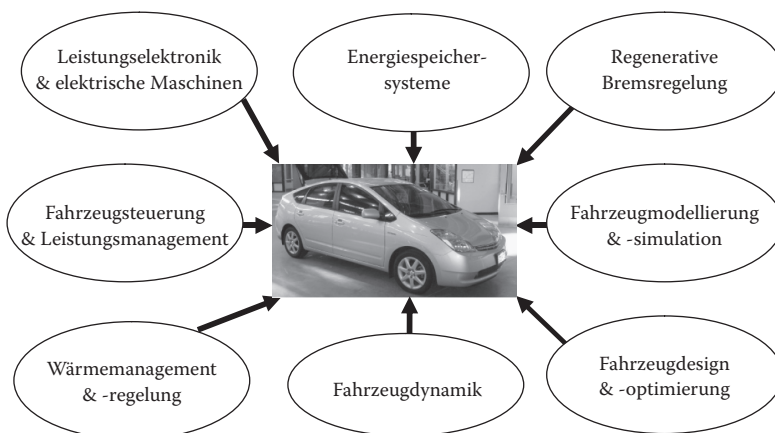 Leistungselektronik
& elektrische Maschinen
Energiespeicher-
systeme
Regenerative
Bremsregelung
Fahrzeugsteuerung
& Leistungsmanagement
Fahrzeugmodellierung
& -simulation
Wärmemanagement
& -regelung
Fahrzeugdynamik
Fahrzeugdesign
& -optimierung